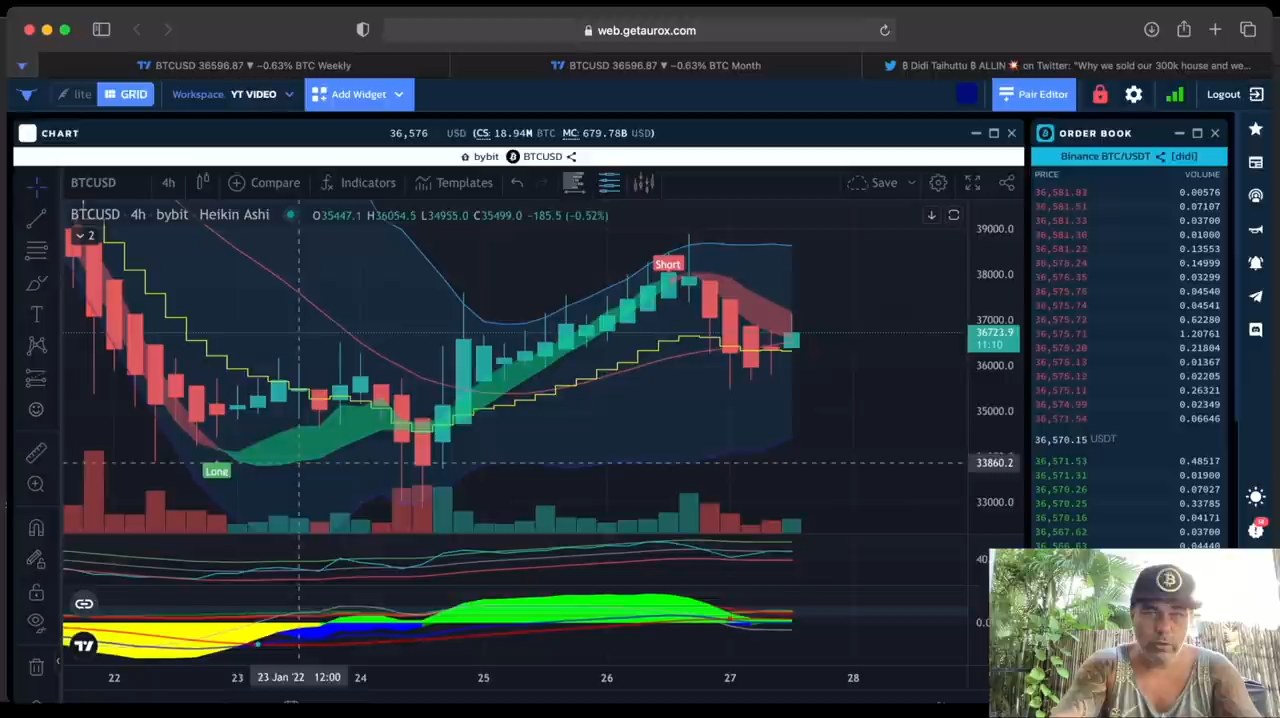 web.getaurox.com
BTCUSD 36596.87 ▼ −0.63% BTC Weekly
BTCUSD 36596.87 ▼ −0.63% BTC Month
B Didi Taihuttu B ALLIN💥 on Twitter: "Why we sold our 300k house and we...
lite
GRID
Workspace YT VIDEO
Add Widget
Pair Editor
Logout
CHART
36,576 USD (CS: 18.94M BTC MC: 679.78B USD)
bybit BTCUSD
BTCUSD
4h
Compare
Indicators
Templates
Save
BTCUSD · 4h · bybit · Heikin Ashi
O35447.1 H36054.5 L34955.0 C35499.0 −185.5 (−0.52%)
2
Short
Long
39000.0
38000.0
37000.0
36723.9
11:10
36000.0
35000.0
33860.2
33000.0
40.
0.0
22
23
23 Jan '22 12:00
24
25
26
27
28
ORDER BOOK
Binance BTC/USDT [didi]
PRICE VOLUME
36,581.83 0.00576
36,581.51 0.07107
36,581.33 0.03700
36,581.30 0.01000
36,581.22 0.13553
36,578.24 0.14999
36,576.35 0.03299
36,575.78 0.04540
36,575.74 0.04541
36,575.73 0.62280
36,575.71 1.20761
36,575.20 0.21804
36,575.13 0.01367
36,575.12 0.02205
36,575.11 0.26321
36,574.99 0.02349
36,573.54 0.06646
36,570.15 USDT
36,571.53 0.48517
36,571.31 0.01900
36,570.26 0.07027
36,570.25 0.33785
36,570.16 0.04171
36,567.62 0.03700
36,566.63 0.04440